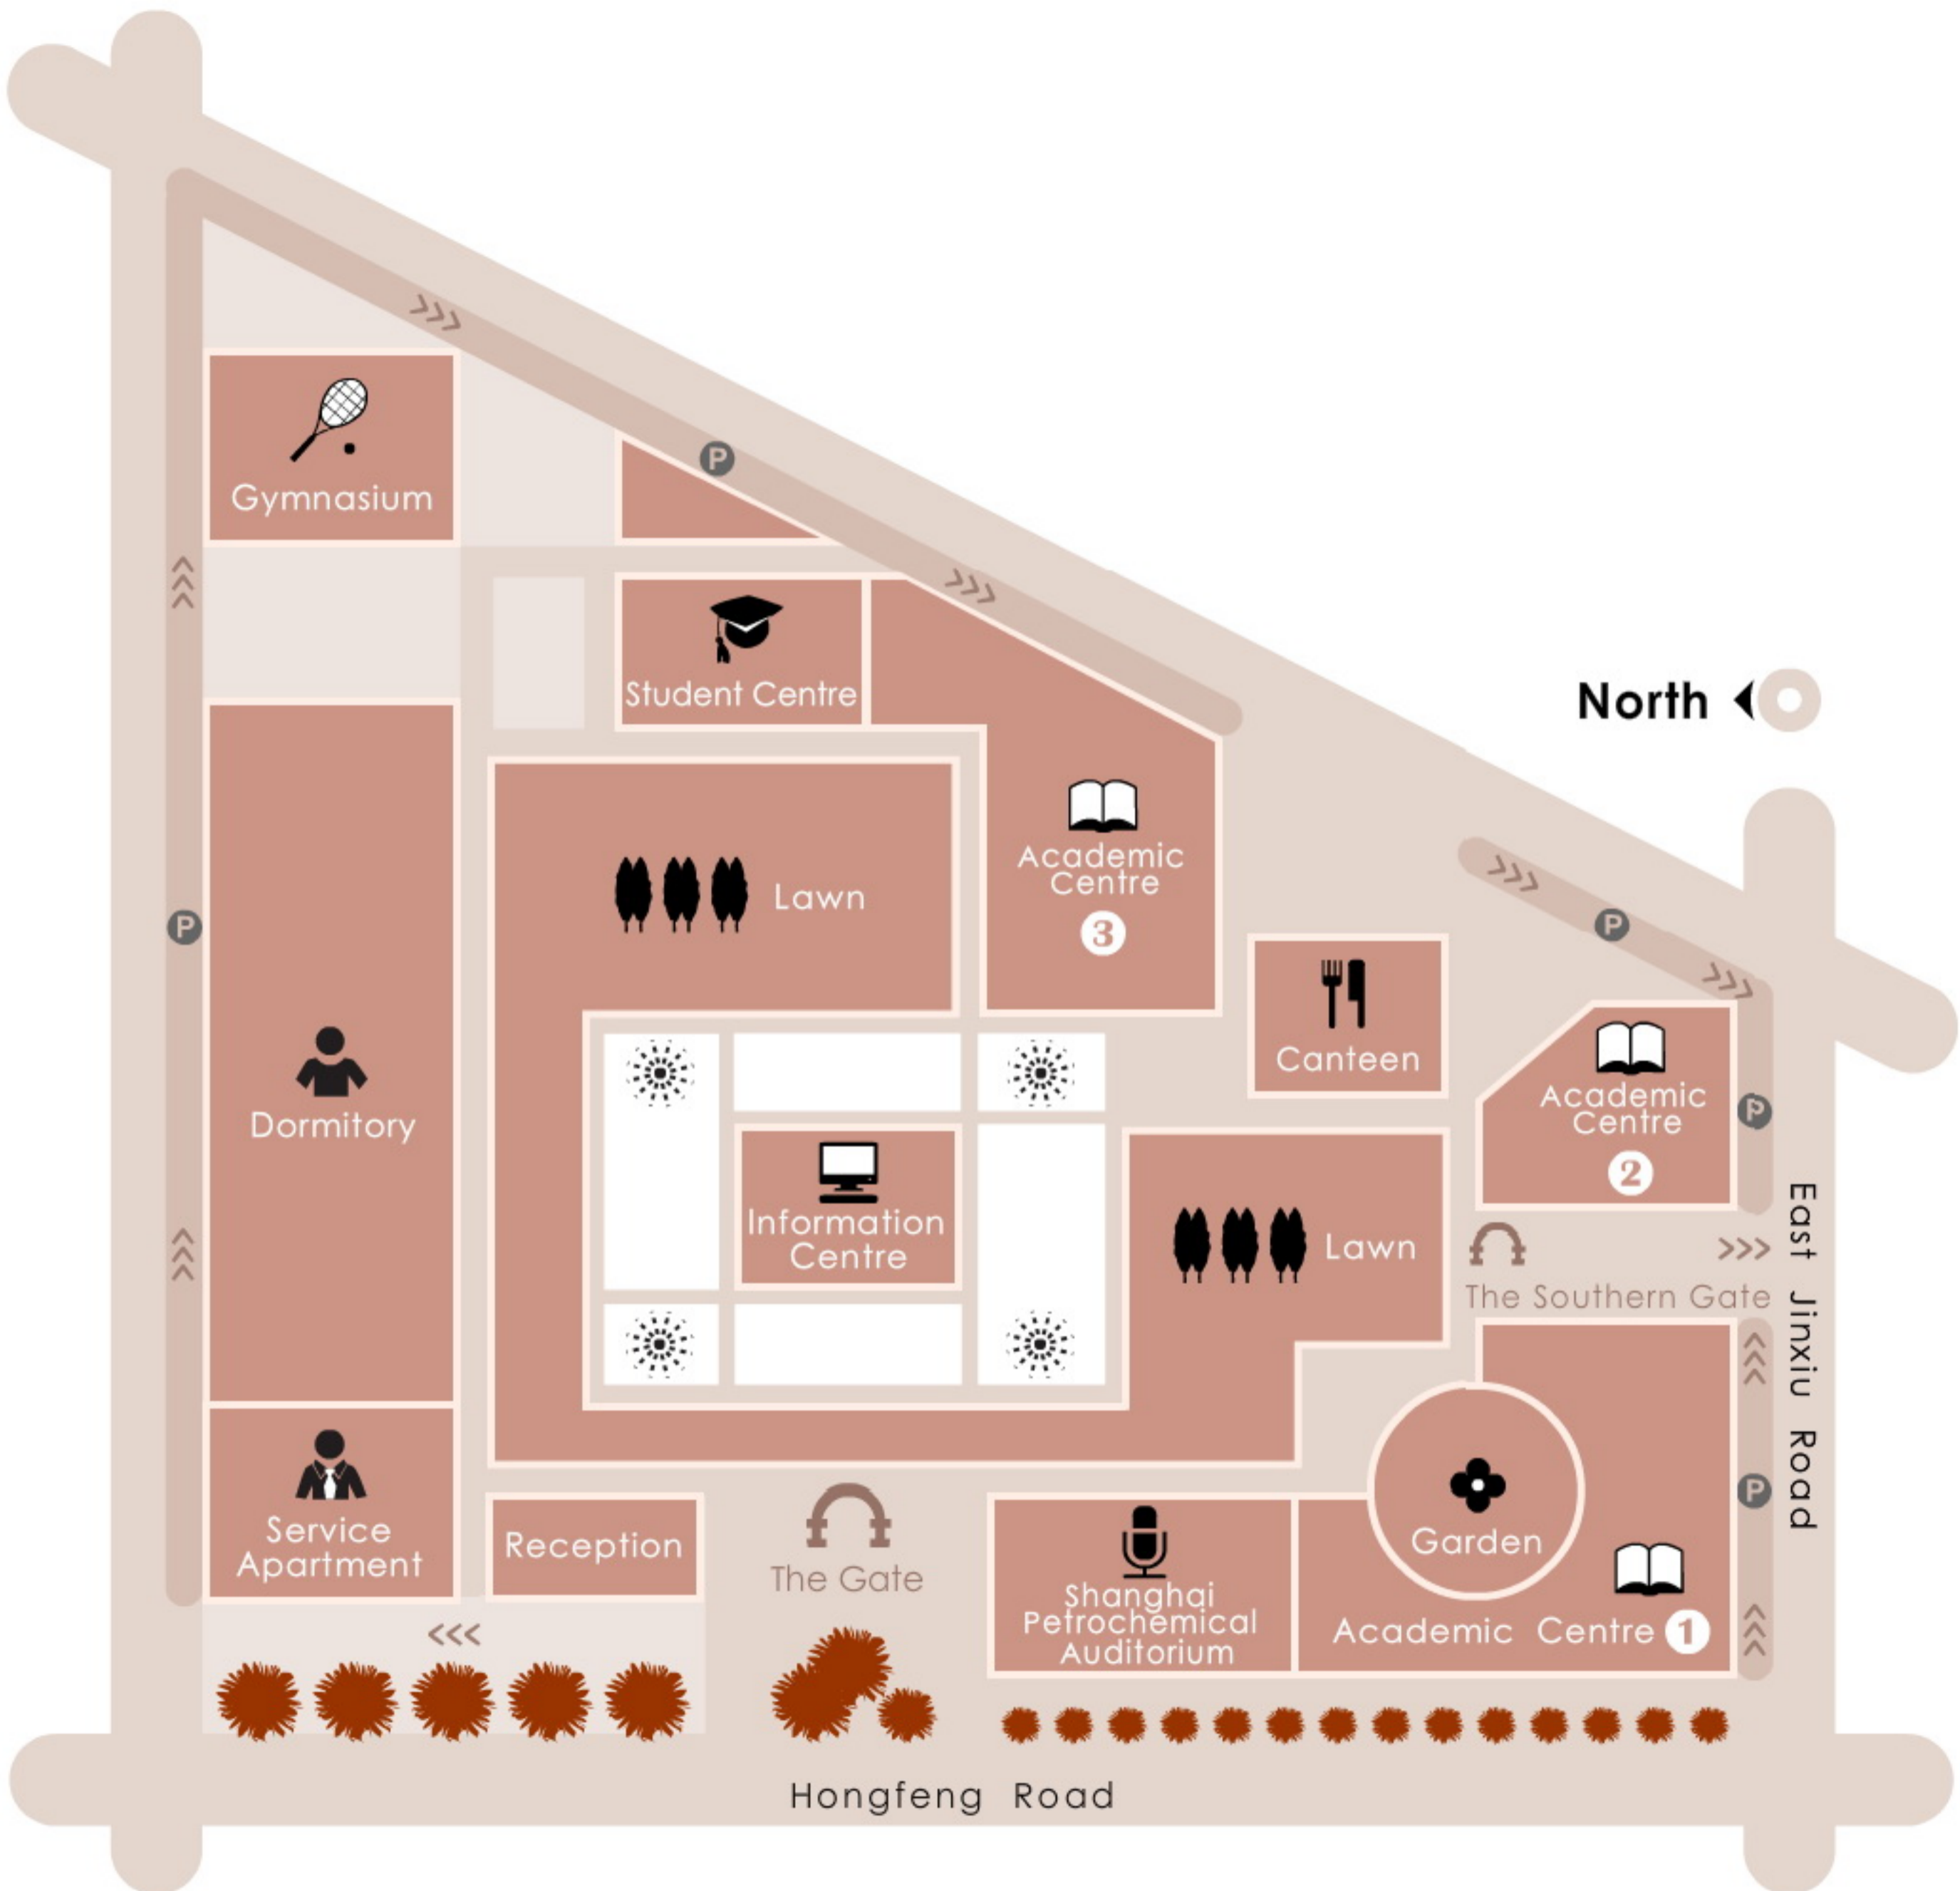 P
Gymnasium
Student Centre
North
Academic
Centre
3
Lawn
P
P
Canteen
Academic
Centre
2
P
Dormitory
Information
Centre
Lawn
The Southern Gate
East Jinxiu Road
P
Garden
Service
Apartment
Reception
The Gate
Shanghai
Petrochemical
Auditorium
Academic Centre 1
Hongfeng Road